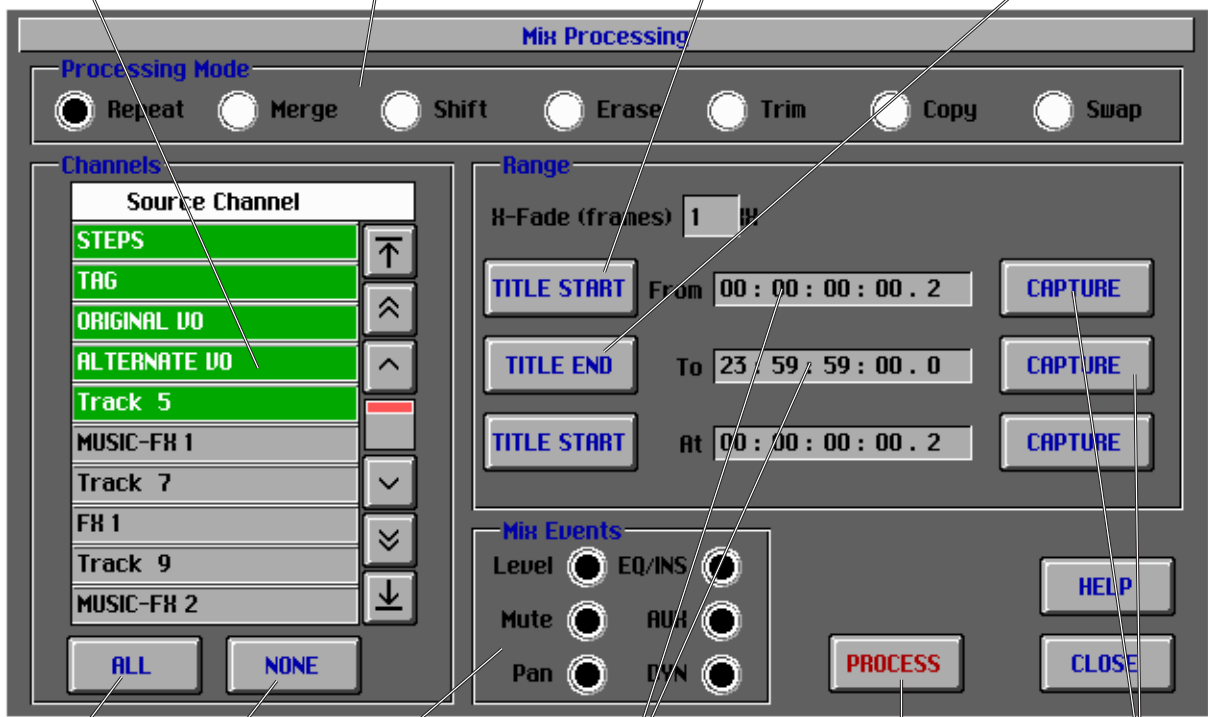 Mix Processing
Processing Mode
Repeat Merge Shift Erase Trim Copy Swap
Channels
Source Channel
STEPS
TAG
ORIGINAL VO
ALTERNATE VO
Track 5
MUSIC-FX 1
Track 7
FX 1
Track 9
MUSIC-FX 2
ALL NONE
Range
X-Fade (frames) 1
TITLE START From 00 : 00 : 00 : 00 . 2 CAPTURE
TITLE END To 23 : 59 : 59 : 00 . 0 CAPTURE
TITLE START At 00 : 00 : 00 : 00 . 2 CAPTURE
Mix Events
Level EQ/INS
Mute AUX
Pan DYN
PROCESS
HELP
CLOSE